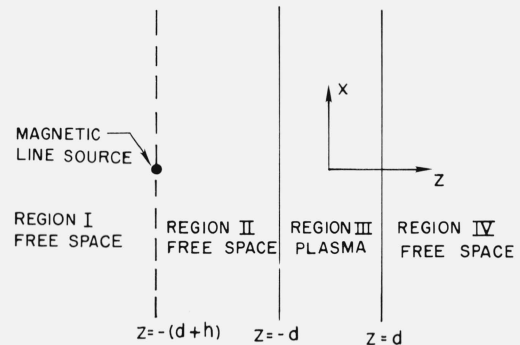 X
MAGNETIC
LINE SOURCE
Z
REGION I
FREE SPACE
REGION II
FREE SPACE
REGION III
PLASMA
REGION IV
FREE SPACE
Z=-(d+h)
Z=-d
Z=d